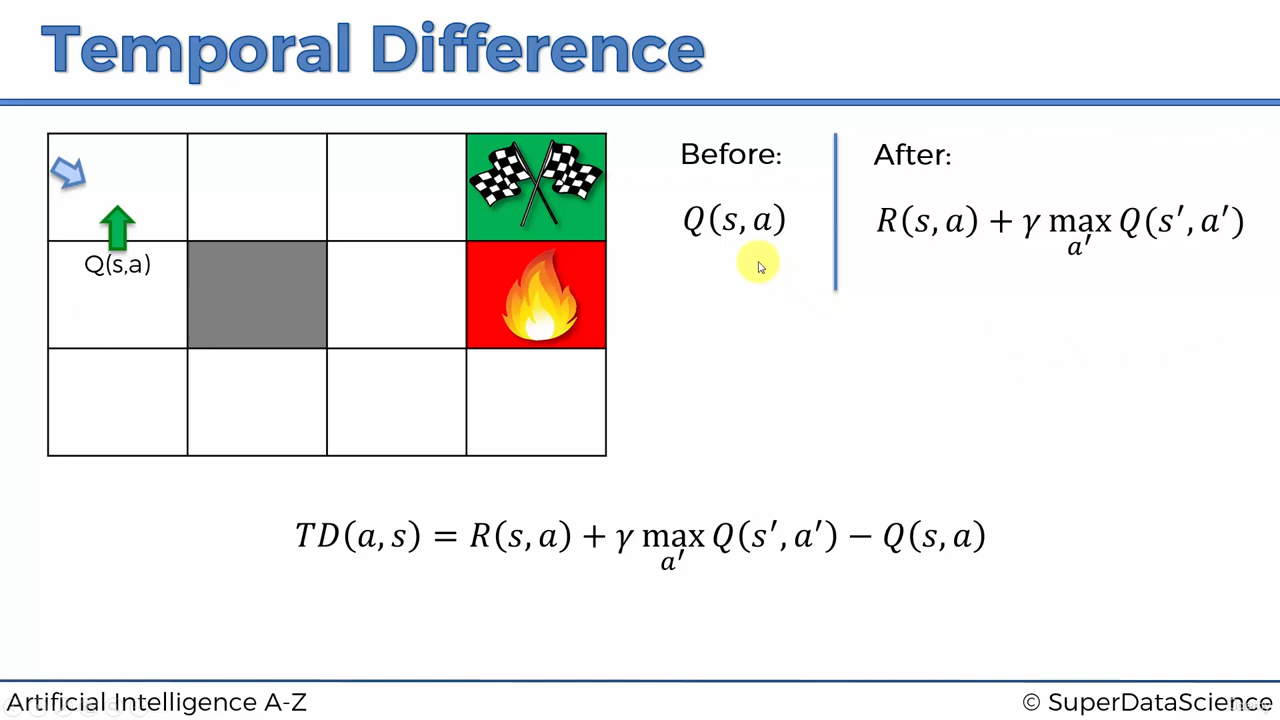 Temporal Difference
Q(s,a)
Before:
Q(s, a)
After:
R(s, a) + γ max Q(s′, a′)
a′
TD(a, s) = R(s, a) + γ max Q(s′, a′) − Q(s, a)
a′
Artificial Intelligence A-Z
© SuperDataScience